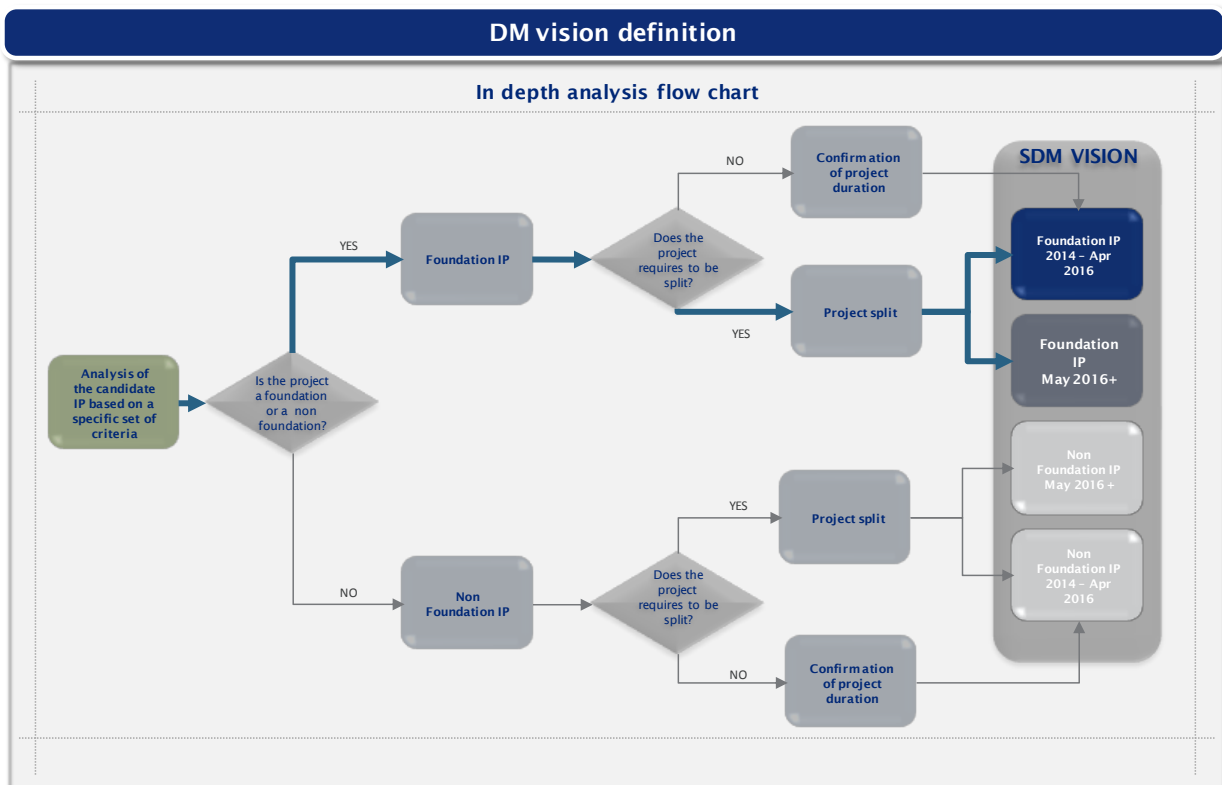 DM vision definition
In depth analysis flow chart
SDM VISION
Confirmation
of project
duration
NO
Foundation IP
2014 – Apr
2016
Does the
project
requires to be
split?
YES
Foundation IP
Project split
YES
Foundation
IP
May 2016+
Analysis of
the candidate
IP based on a
specific set of
criteria
Is the project
a foundation
or a non
foundation?
Non
Foundation IP
May 2016 +
YES
Project split
Non
Foundation IP
2014 – Apr
2016
Does the
project
requires to be
split?
NO
Non
Foundation IP
NO
Confirmation
of project
duration